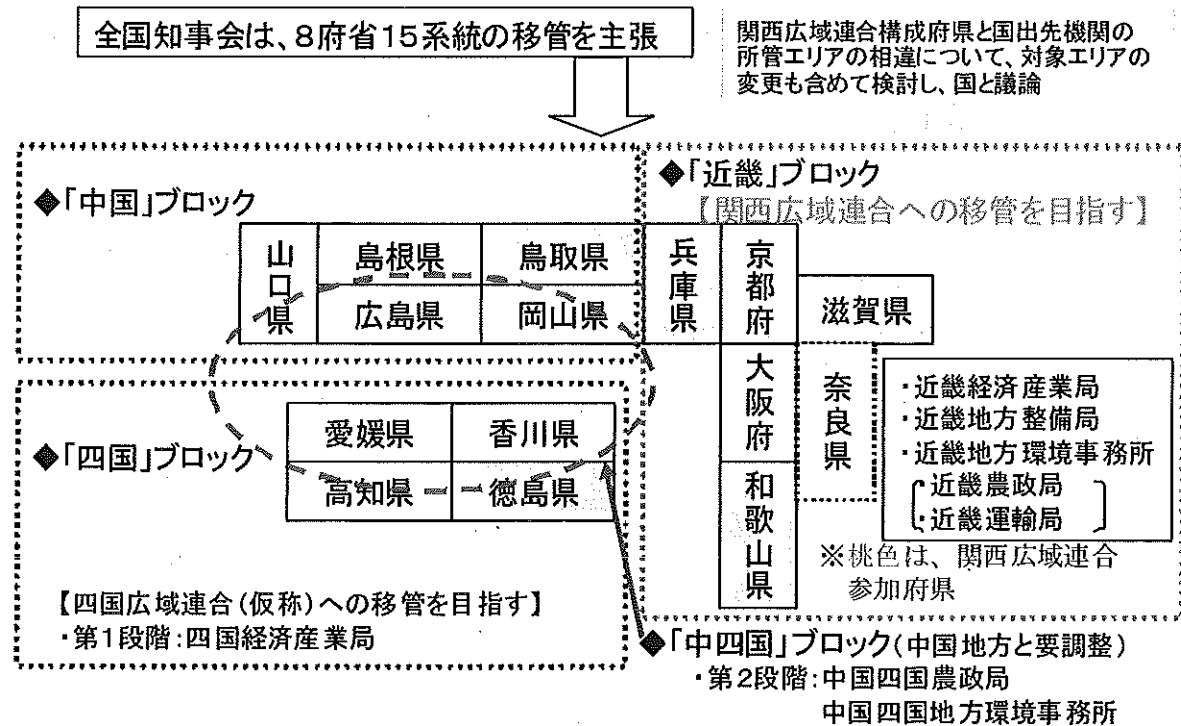 全国知事会は、8府省15系統の移管を主張
関西広域連合構成府県と国出先機関の
所管エリアの相違について、対象エリアの
変更も含めて検討し、国と議論
◆「中国」ブロック
山口県
島根県
鳥取県
広島県
岡山県
◆「近畿」ブロック
【関西広域連合への移管を目指す】
兵庫県
京都府
滋賀県
大阪府
奈良県
和歌山県
・近畿経済産業局
・近畿地方整備局
・近畿地方環境事務所
・近畿農政局
・近畿運輸局
※桃色は、関西広域連合
参加府県
◆「四国」ブロック
愛媛県
香川県
高知県
徳島県
【四国広域連合(仮称)への移管を目指す】
・第1段階:四国経済産業局
◆「中四国」ブロック(中国地方と要調整)
・第2段階:中国四国農政局
中国四国地方環境事務所